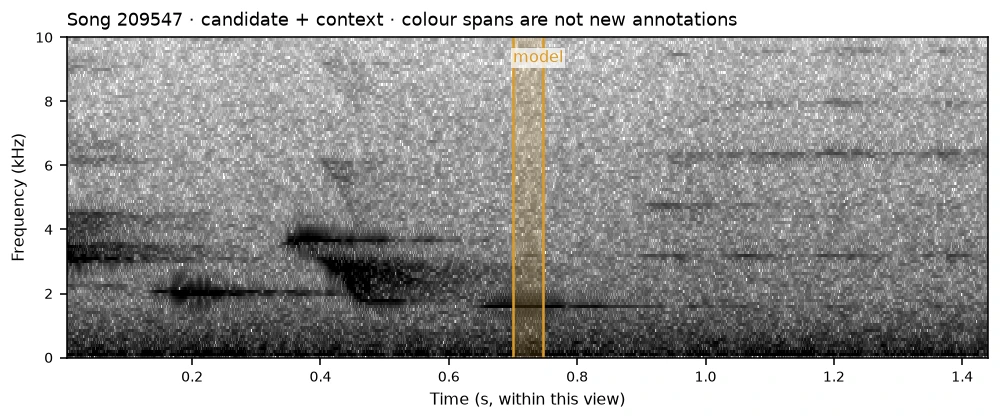 Song 209547 · candidate + context · colour spans are not new annotations
model
10
8
6
4
2
0
Frequency (kHz)
0.2 0.4 0.6 0.8 1.0 1.2 1.4
Time (s, within this view)